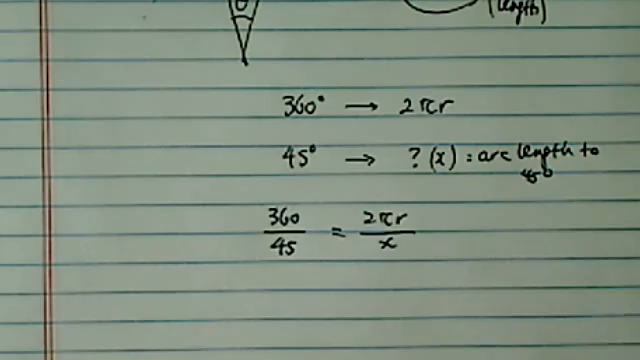 θ
(length)
360° → 2πr
45° → ? (x) : arc length to
45°
360/45 = 2πr/x